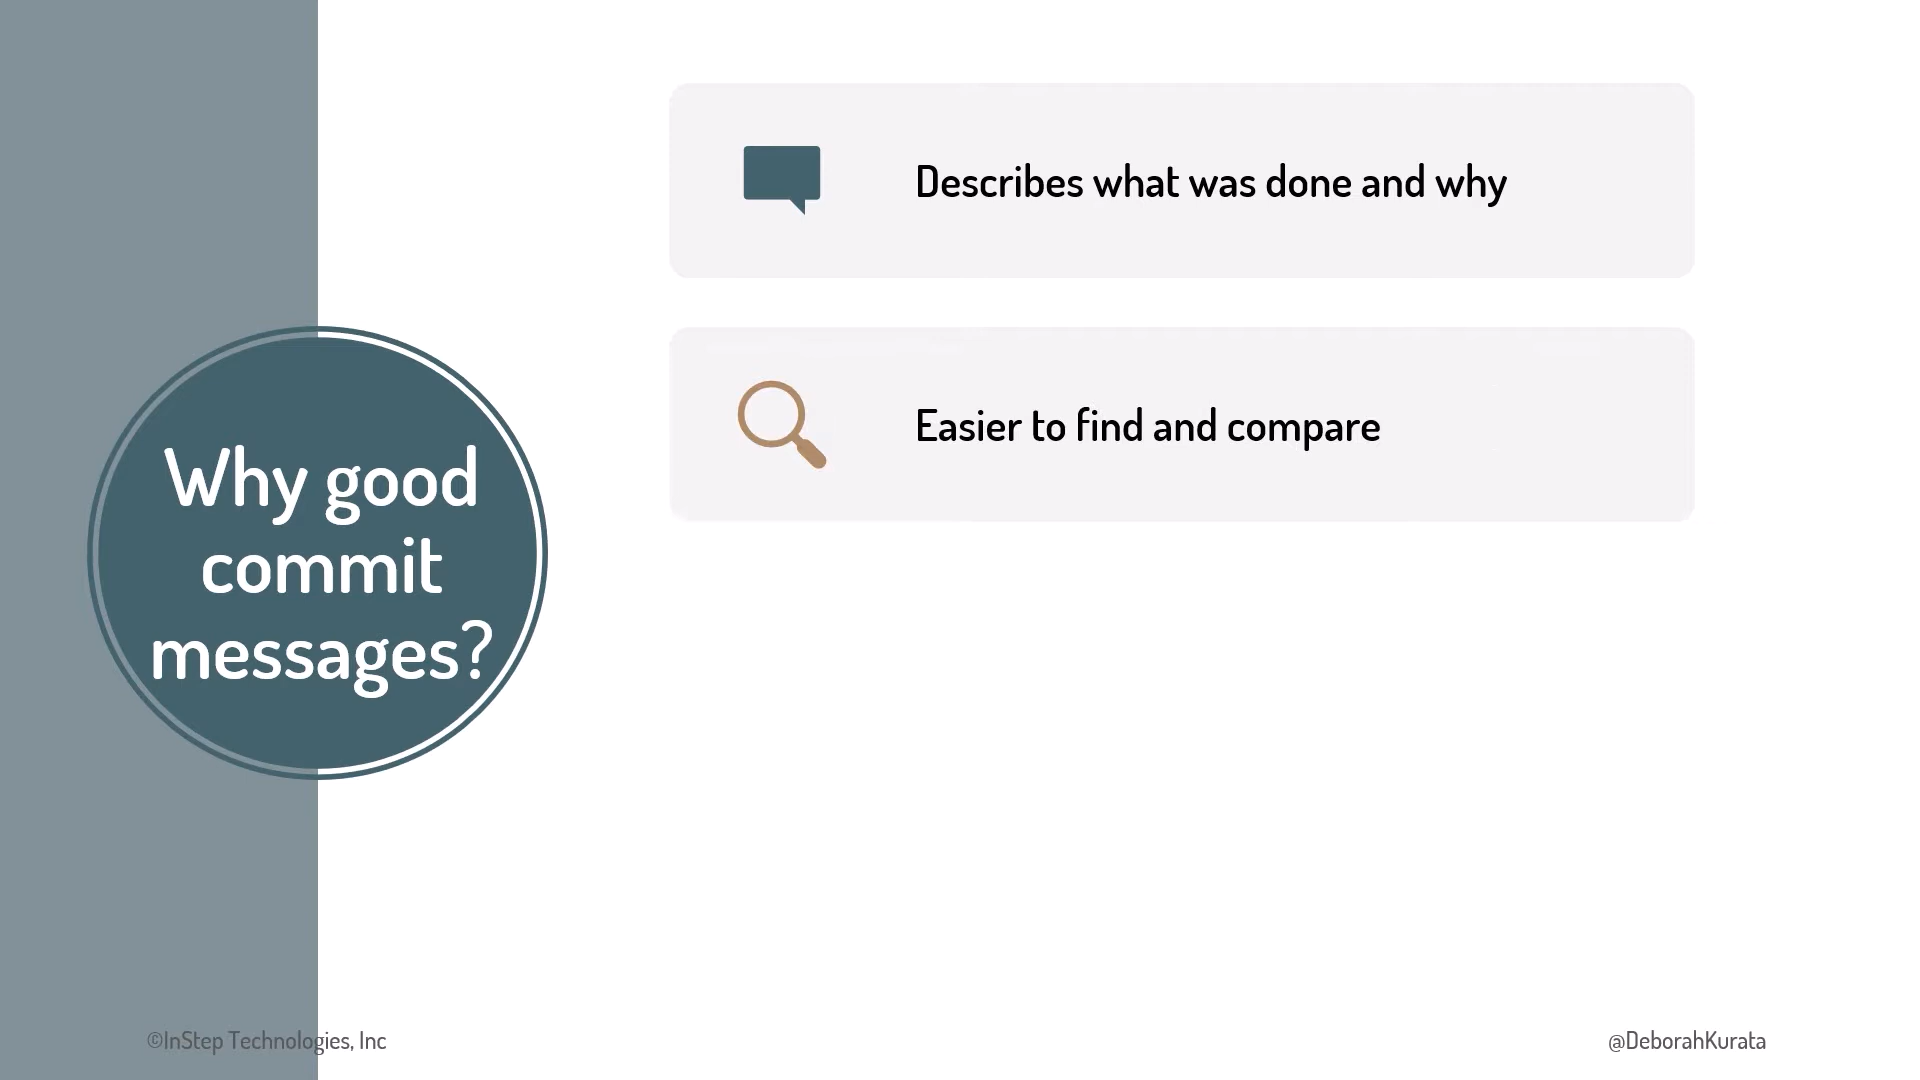 Why good
commit
messages?
Describes what was done and why
Easier to find and compare
©InStep Technologies, Inc
@DeborahKurata